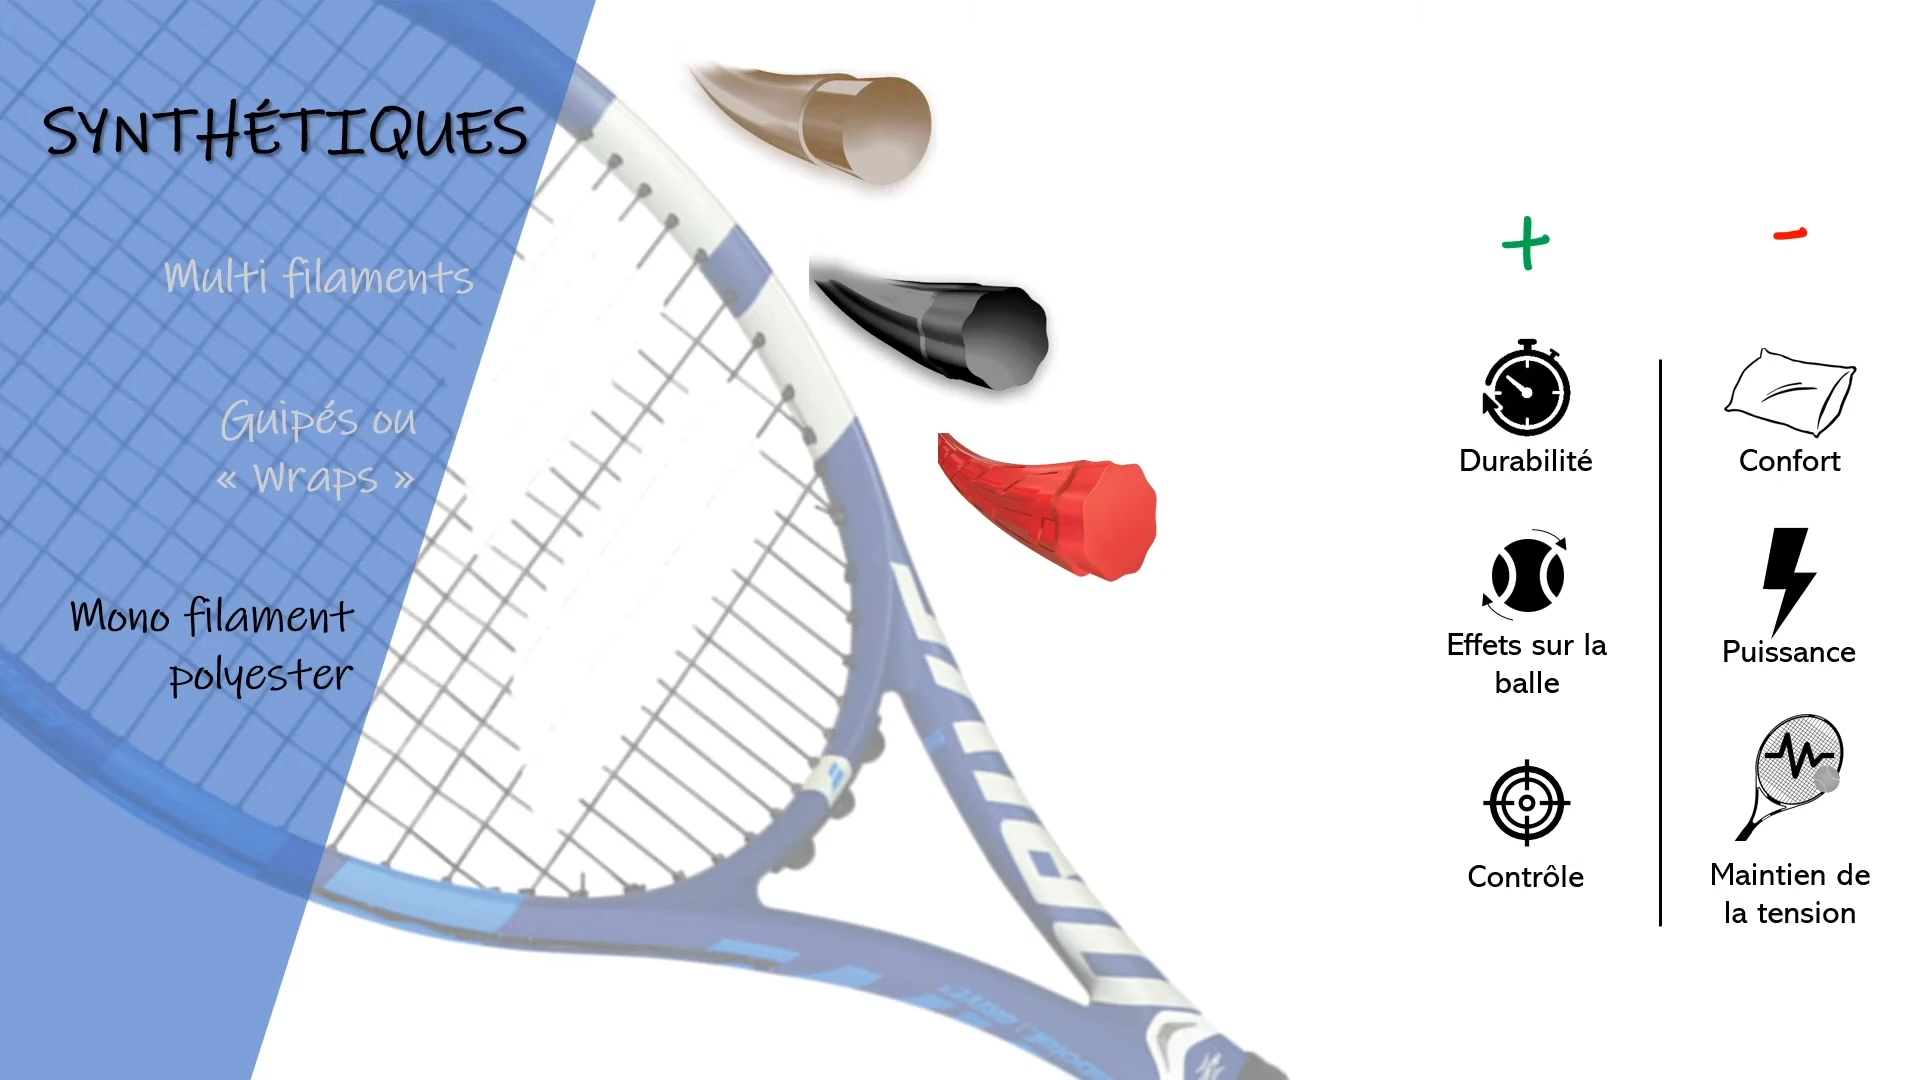 SYNTHÉTIQUES
Multi filaments
Guipés ou
« Wraps »
Mono filament
polyester
+
-
Durabilité
Confort
Effets sur la
balle
Puissance
Contrôle
Maintien de
la tension